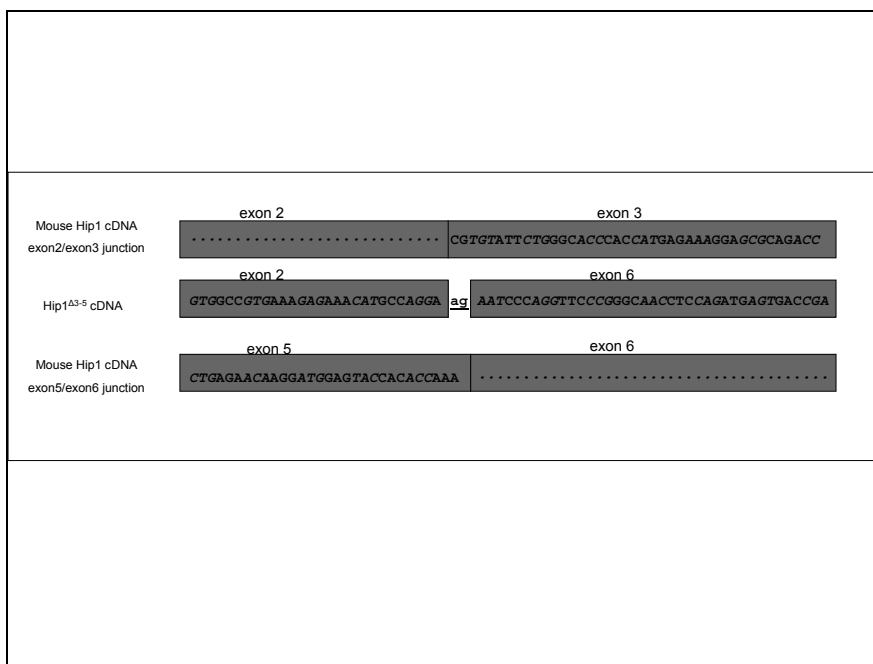 exon 2 exon 3
Mouse Hip1 cDNA
exon2/exon3 junction
............................ CGTGTATTCTGGGCACCCACCATGAGAAAGGAGCGCAGACC
exon 2 exon 6
Hip1Δ3-5 cDNA
GTGGCCGTGAAAGAGAAACATGCCAGGA ag AATCCCAGGTTCCCGGGCAACCTCCAGATGAGTGACCGA
exon 5 exon 6
Mouse Hip1 cDNA
exon5/exon6 junction
CTGAGAACAAGGATGGAGTACCACACCAAA .......................................